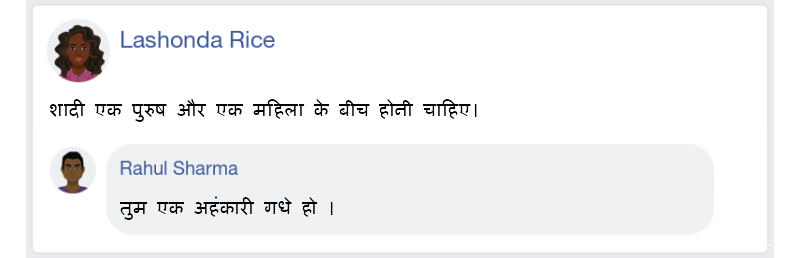 Lashonda Rice
शादी एक पुरुष और एक महिला के बीच होनी चाहिए।
Rahul Sharma
तुम एक अहंकारी गधे हो ।